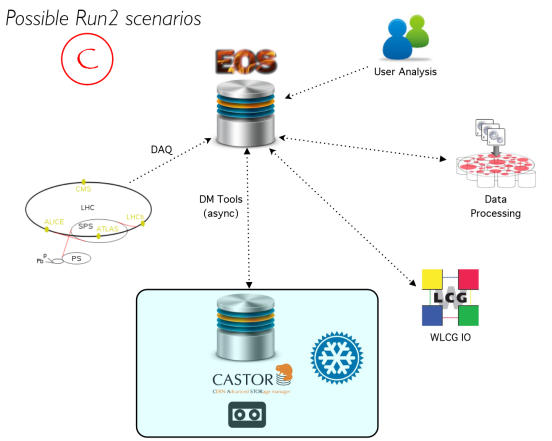 Possible Run2 scenarios
C
EOS
User Analysis
DAQ
CMS
LHC
LHCb
ALICE
SPS
ATLAS
p
Pb
PS
DM Tools
(async)
Data
Processing
LCG
WLCG IO
CASTOR
CERN Advanced STORage manager